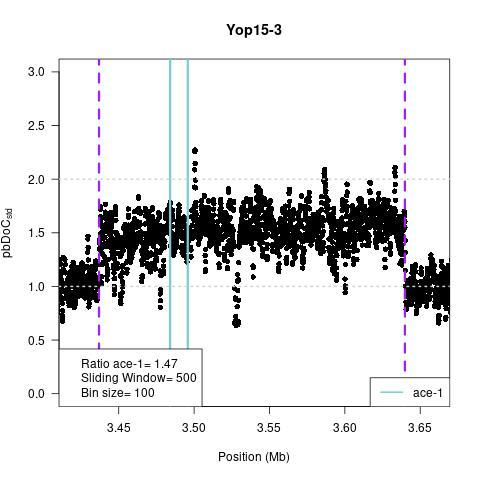 Yop15-3
pbDoCstd
3.0
2.5
2.0
1.5
1.0
0.5
0.0
Ratio ace-1= 1.47
Sliding Window= 500
Bin size= 100
ace-1
3.45 3.50 3.55 3.60 3.65
Position (Mb)